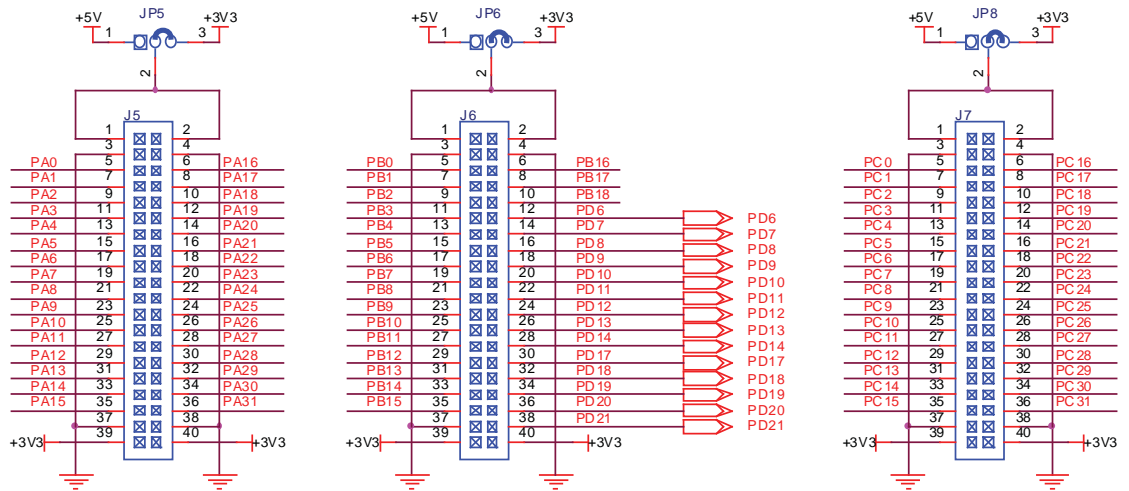 +5V JP5 +3V3
1 3
2
J5
1 2
3 4
PA0 5 6 PA16
PA1 7 8 PA17
PA2 9 10 PA18
PA3 11 12 PA19
PA4 13 14 PA20
PA5 15 16 PA21
PA6 17 18 PA22
PA7 19 20 PA23
PA8 21 22 PA24
PA9 23 24 PA25
PA10 25 26 PA26
PA11 27 28 PA27
PA12 29 30 PA28
PA13 31 32 PA29
PA14 33 34 PA30
PA15 35 36 PA31
37 38
+3V3 39 40 +3V3
+5V JP6 +3V3
1 3
2
J6
1 2
3 4
PB0 5 6 PB16
PB1 7 8 PB17
PB2 9 10 PB18
PB3 11 12 PD6 PD6
PB4 13 14 PD7 PD7
PB5 15 16 PD8 PD8
PB6 17 18 PD9 PD9
PB7 19 20 PD10 PD10
PB8 21 22 PD11 PD11
PB9 23 24 PD12 PD12
PB10 25 26 PD13 PD13
PB11 27 28 PD14 PD14
PB12 29 30 PD17 PD17
PB13 31 32 PD18 PD18
PB14 33 34 PD19 PD19
PB15 35 36 PD20 PD20
37 38 PD21 PD21
+3V3 39 40 +3V3
+5V JP8 +3V3
1 3
2
J7
1 2
3 4
PC0 5 6 PC16
PC1 7 8 PC17
PC2 9 10 PC18
PC3 11 12 PC19
PC4 13 14 PC20
PC5 15 16 PC21
PC6 17 18 PC22
PC7 19 20 PC23
PC8 21 22 PC24
PC9 23 24 PC25
PC10 25 26 PC26
PC11 27 28 PC27
PC12 29 30 PC28
PC13 31 32 PC29
PC14 33 34 PC30
PC15 35 36 PC31
37 38
+3V3 39 40 +3V3